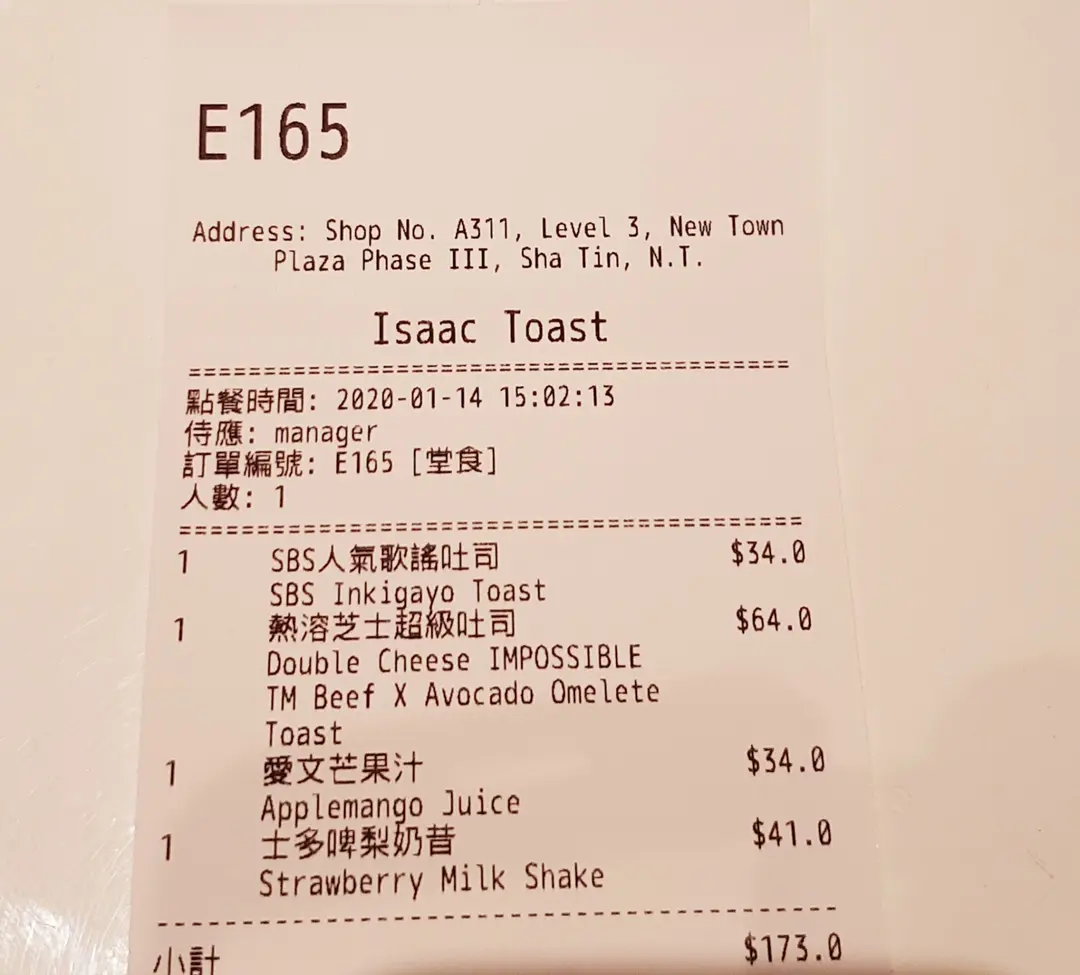 E165
Address: Shop No. A311, Level 3, New Town
Plaza Phase III, Sha Tin, N.T.
Isaac Toast
========================================
點餐時間: 2020-01-14 15:02:13
侍應: manager
訂單編號: E165 [堂食]
人數: 1
========================================
1 SBS人氣歌謠吐司 $34.0
SBS Inkigayo Toast
1 熱溶芝士超級吐司 $64.0
Double Cheese IMPOSSIBLE
TM Beef X Avocado Omelete
Toast
1 愛文芒果汁 $34.0
Applemango Juice
1 士多啤梨奶昔 $41.0
Strawberry Milk Shake
----------------------------------------
小計 $173.0